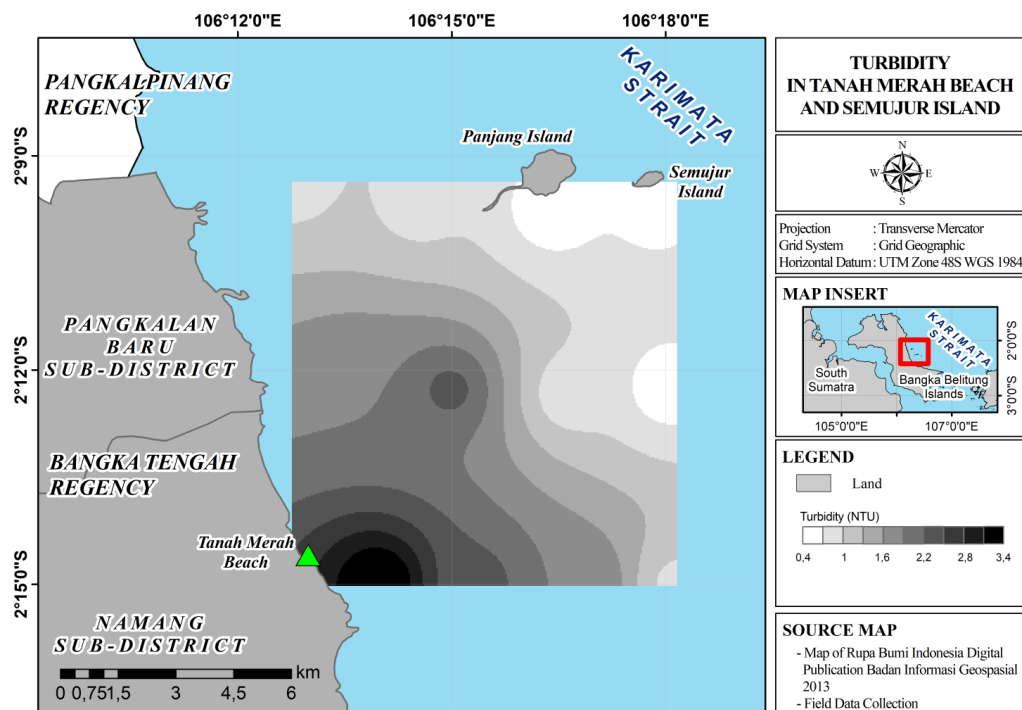 106°12'0"E
106°15'0"E
106°18'0"E
2°9'0"S
2°12'0"S
2°15'0"S
PANGKALPINANG
REGENCY
KARIMATA
STRAIT
Panjang Island
Semujur
Island
PANGKALAN
BARU
SUB-DISTRICT
BANGKA TENGAH
REGENCY
Tanah Merah
Beach
NAMANG
SUB-DISTRICT
km
0 0,75 1,5 3 4,5 6
TURBIDITY
IN TANAH MERAH BEACH
AND SEMUJUR ISLAND
N
W E
S
Projection : Transverse Mercator
Grid System : Grid Geographic
Horizontal Datum : UTM Zone 48S WGS 1984
MAP INSERT
KARIMATA
STRAIT
South
Sumatra
Bangka Belitung
Islands
2°0'0"S
3°0'0"S
105°0'0"E
107°0'0"E
LEGEND
Land
Turbidity (NTU)
0,4 1 1,6 2,2 2,8 3,4
SOURCE MAP
- Map of Rupa Bumi Indonesia Digital
Publication Badan Informasi Geospasial
2013
- Field Data Collection